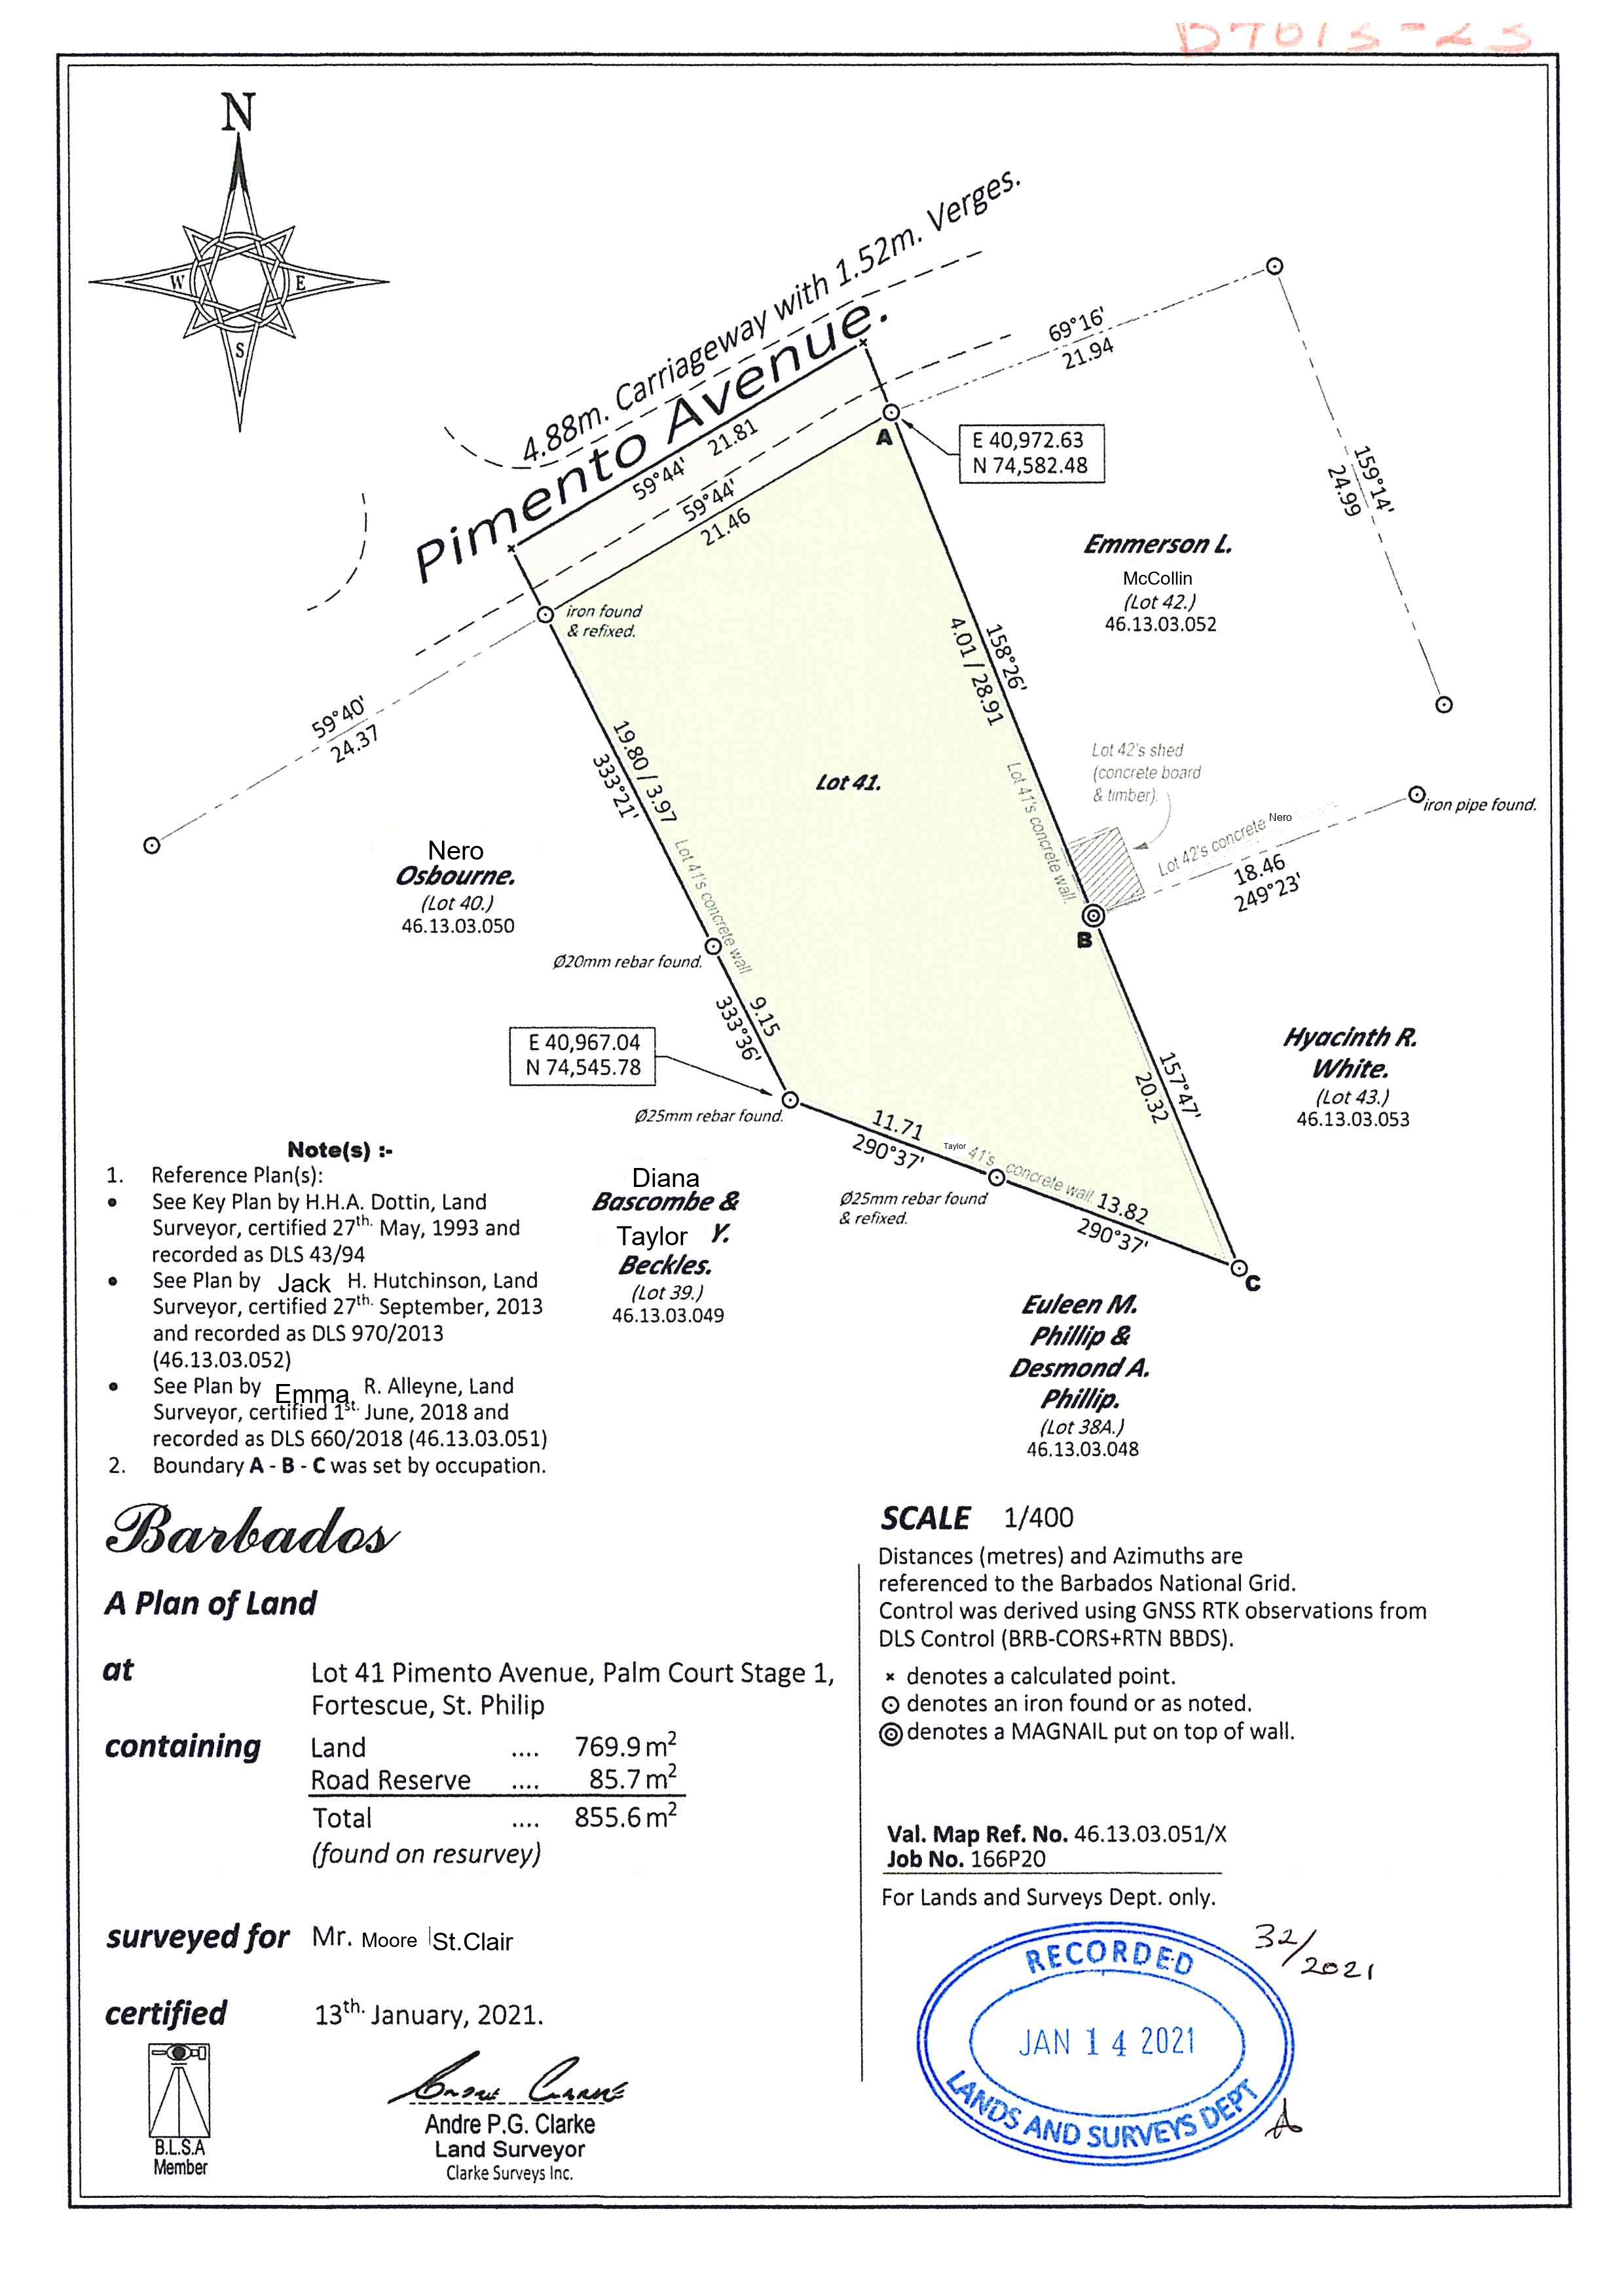 D7013-23
N
W
E
S
4.88m. Carriageway with 1.52m. Verges.
Pimento Avenue.
59°44' 21.81
59°44'
21.46
69°16'
21.94
A
E 40,972.63
N 74,582.48
159°14'
24.99
Emmerson L.
McCollin
(Lot 42.)
46.13.03.052
iron found
& refixed.
59°40'
24.37
158°26'
4.01 / 28.91
19.80 / 3.97
333°21'
Lot 41.
Lot 42's shed
(concrete board
& timber).
Lot 41's concrete wall.
Lot 41's concrete wall
iron pipe found.
Lot 42's concrete Nero
18.46
249°23'
Nero
Osbourne.
(Lot 40.)
46.13.03.050
B
Ø20mm rebar found.
9.15
333°36'
E 40,967.04
N 74,545.78
Ø25mm rebar found.
157°47'
20.32
Hyacinth R.
White.
(Lot 43.)
46.13.03.053
11.71
290°37'
Taylor 41's concrete wall.
13.82
290°37'
Ø25mm rebar found
& refixed.
C
Diana
Bascombe &
Taylor Y.
Beckles.
(Lot 39.)
46.13.03.049
Euleen M.
Phillip &
Desmond A.
Phillip.
(Lot 38A.)
46.13.03.048
Note(s) :-
1. Reference Plan(s):
• See Key Plan by H.H.A. Dottin, Land
Surveyor, certified 27th. May, 1993 and
recorded as DLS 43/94
• See Plan by Jack H. Hutchinson, Land
Surveyor, certified 27th. September, 2013
and recorded as DLS 970/2013
(46.13.03.052)
• See Plan by Emma, R. Alleyne, Land
Surveyor, certified 1st. June, 2018 and
recorded as DLS 660/2018 (46.13.03.051)
2. Boundary A - B - C was set by occupation.
Barbados
A Plan of Land
at Lot 41 Pimento Avenue, Palm Court Stage 1,
Fortescue, St. Philip
containing Land .... 769.9 m²
Road Reserve .... 85.7 m²
Total .... 855.6 m²
(found on resurvey)
surveyed for Mr. Moore St.Clair
certified 13th. January, 2021.
B.L.S.A
Member
Andre Clarke
Andre P.G. Clarke
Land Surveyor
Clarke Surveys Inc.
SCALE 1/400
Distances (metres) and Azimuths are
referenced to the Barbados National Grid.
Control was derived using GNSS RTK observations from
DLS Control (BRB-CORS+RTN BBDS).
× denotes a calculated point.
⊙ denotes an iron found or as noted.
◎ denotes a MAGNAIL put on top of wall.
Val. Map Ref. No. 46.13.03.051/X
Job No. 166P20
For Lands and Surveys Dept. only.
32/2021
RECORDED
JAN 14 2021
LANDS AND SURVEYS DEPT